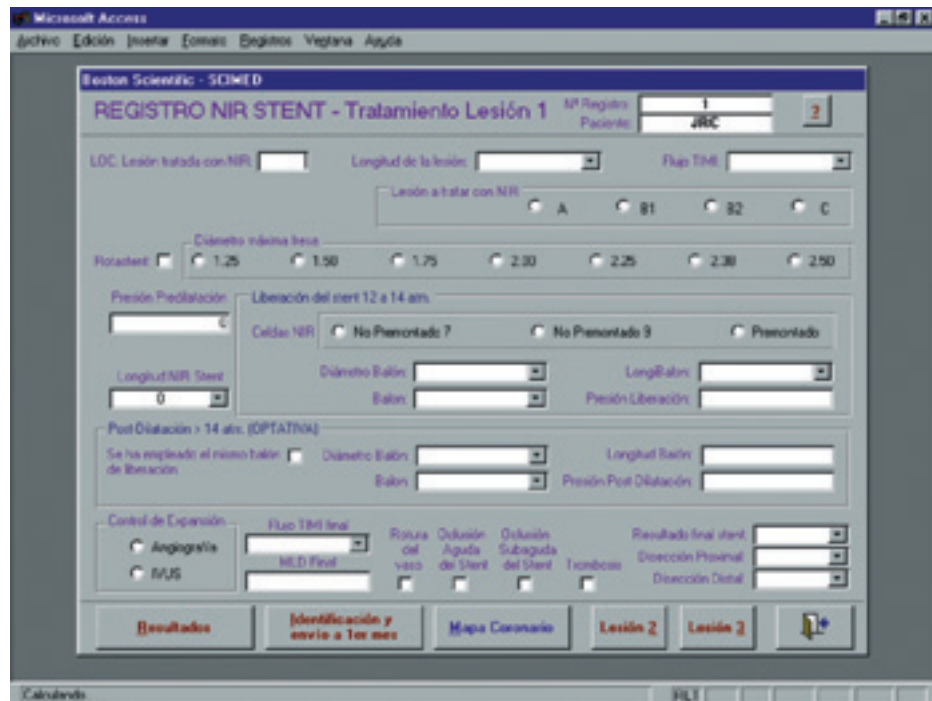 Microsoft Access
Archivo Edición Insertar Formato Registros Ventana Ayuda
Boston Scientific - SCIMED
REGISTRO NIR STENT - Tratamiento Lesión 1
Nº Registro: 1
Paciente: JRC
?
LOC. Lesión tratada con NIR: Longitud de la lesión: Flujo TIMI:
Lesión a tratar con NIR
A B1 B2 C
Diámetro máxima fresa
Rotastent: 1.25 1.50 1.75 2.00 2.25 2.38 2.50
Presión Predilatación Liberación del stent 12 a 14 atm.
Celdas NIR: No Premontado 7 No Premontado 9 Premontado
Longitud NIR Stent
0
Diámetro Balón: LongiBalon:
Balon: Presión Liberación:
Post-Dilatación > 14 atm. (OPTATIVA)
Se ha empleado el mismo balón
de liberación
Diámetro Balón: Longitud Balón:
Balon: Presión Post Dilatación:
Control de Expansión
Angiografía
IVUS
Flujo TIMI final
MLD Final
Rotura
del
vaso
Oclusión
Aguda
del Stent
Oclusión
Subaguda
del Stent
Trombosis
Resultado final stent:
Disección Proximal:
Disección Distal:
Resultados
Identificación y
envío a 1er mes
Mapa Coronario
Lesión 2
Lesión 3
Calculando...